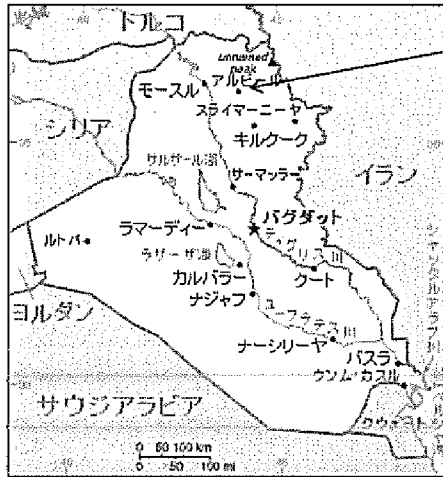 トルコ
unnamed
peak
アルビール
モースル
スライマーニーヤ
キルクーク
シリア
サルサール湖
サーマッラー
イラン
バグダット
ラマーディー
ルトバ
ラザーザ湖
ティグリス川
クート
カルバラー
ナジャフ
ヨルダン
ユーフラテス川
ナーシリーヤ
バスラ
ウンム・カスル
サウジアラビア
クウェート
0 50 100 km
0 50 100 mi